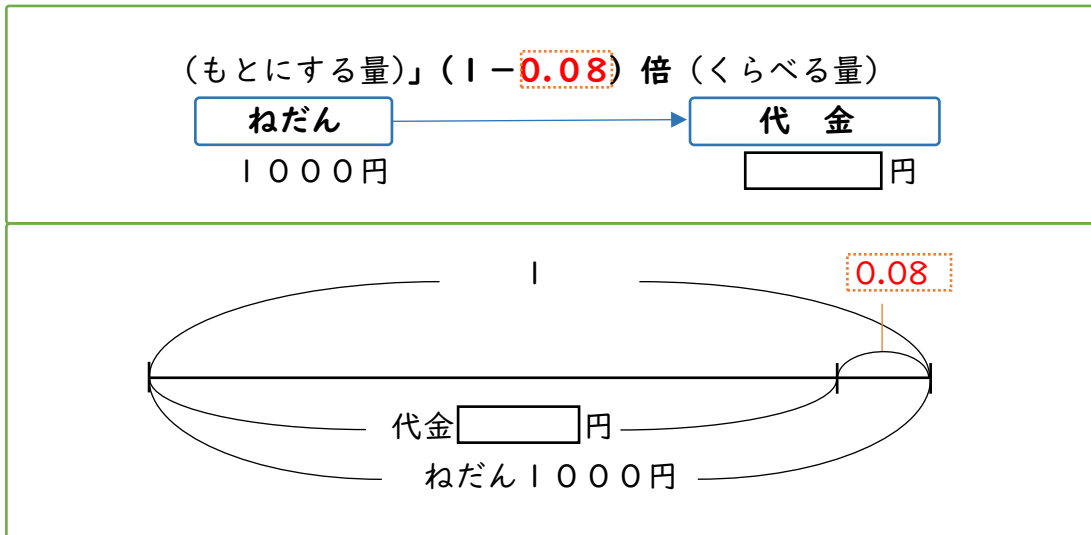 (もとにする量)」(1-0.08) 倍 (くらべる量)
ねだん 代 金
1000円 円
1 0.08
代金 円
ねだん1000円